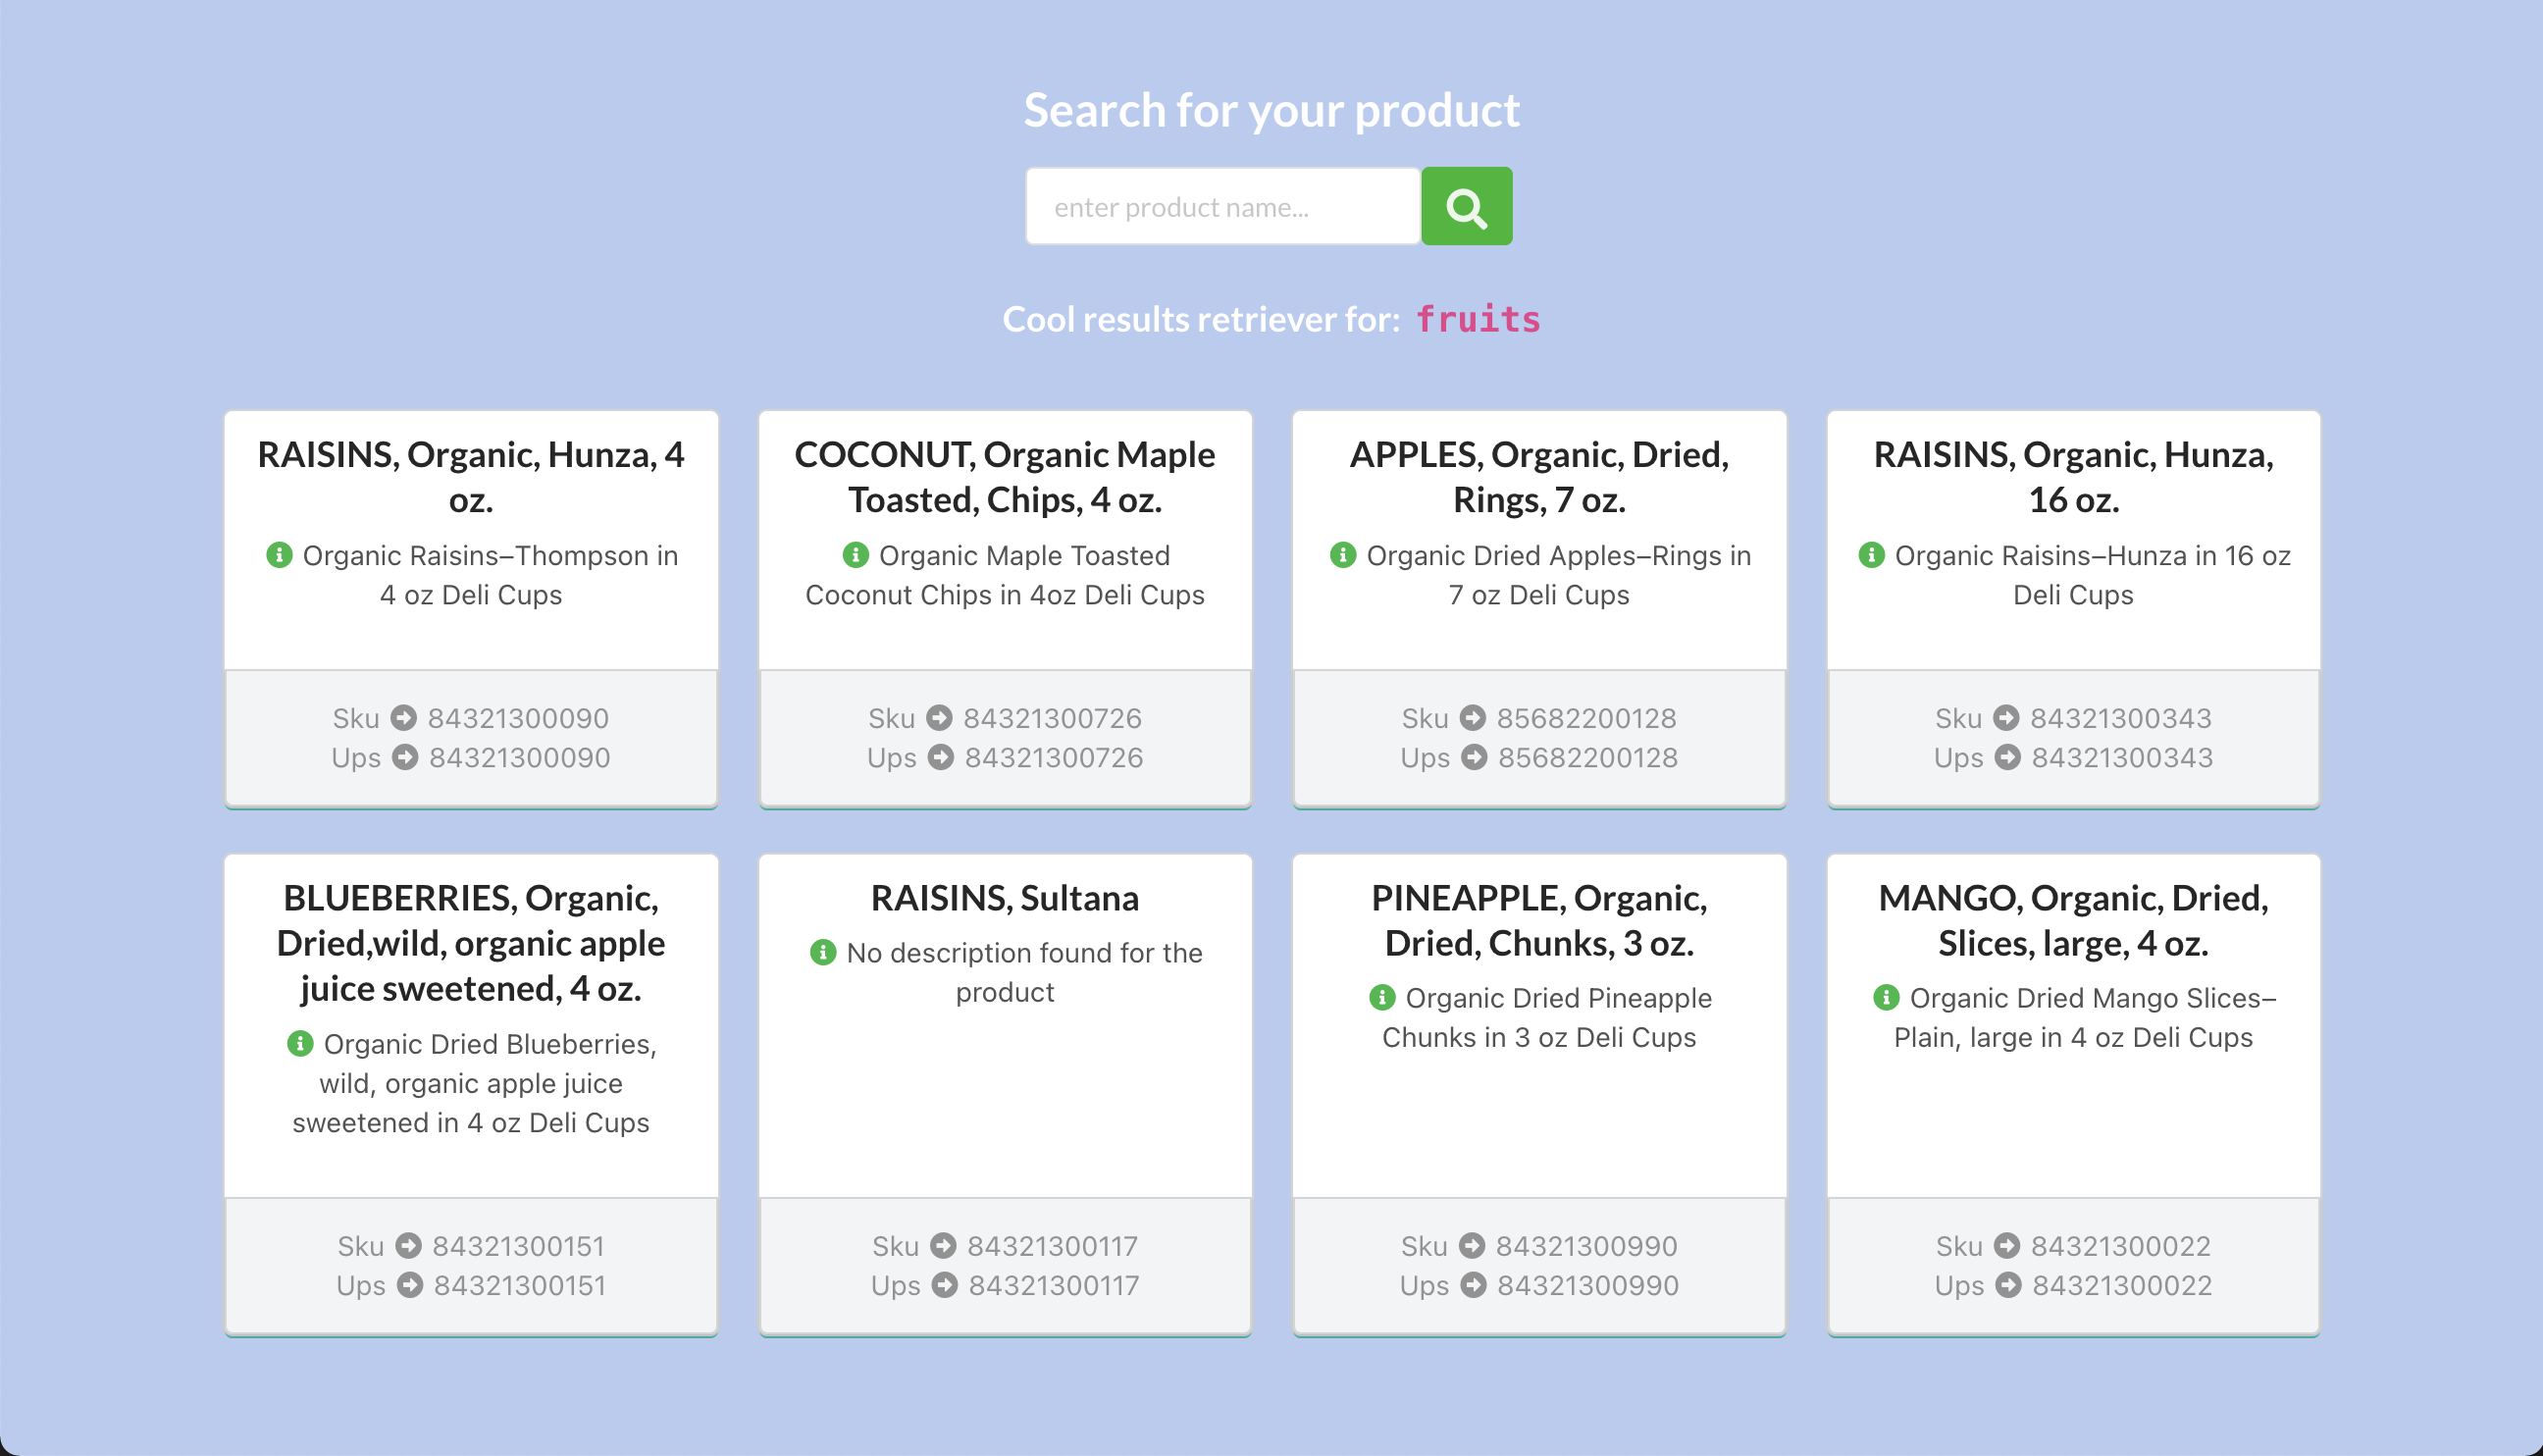 Search for your product
enter product name...
Cool results retriever for: fruits
RAISINS, Organic, Hunza, 4
oz.
Organic Raisins–Thompson in
4 oz Deli Cups
Sku 84321300090
Ups 84321300090
COCONUT, Organic Maple
Toasted, Chips, 4 oz.
Organic Maple Toasted
Coconut Chips in 4oz Deli Cups
Sku 84321300726
Ups 84321300726
APPLES, Organic, Dried,
Rings, 7 oz.
Organic Dried Apples–Rings in
7 oz Deli Cups
Sku 85682200128
Ups 85682200128
RAISINS, Organic, Hunza,
16 oz.
Organic Raisins–Hunza in 16 oz
Deli Cups
Sku 84321300343
Ups 84321300343
BLUEBERRIES, Organic,
Dried,wild, organic apple
juice sweetened, 4 oz.
Organic Dried Blueberries,
wild, organic apple juice
sweetened in 4 oz Deli Cups
Sku 84321300151
Ups 84321300151
RAISINS, Sultana
No description found for the
product
Sku 84321300117
Ups 84321300117
PINEAPPLE, Organic,
Dried, Chunks, 3 oz.
Organic Dried Pineapple
Chunks in 3 oz Deli Cups
Sku 84321300990
Ups 84321300990
MANGO, Organic, Dried,
Slices, large, 4 oz.
Organic Dried Mango Slices–
Plain, large in 4 oz Deli Cups
Sku 84321300022
Ups 84321300022